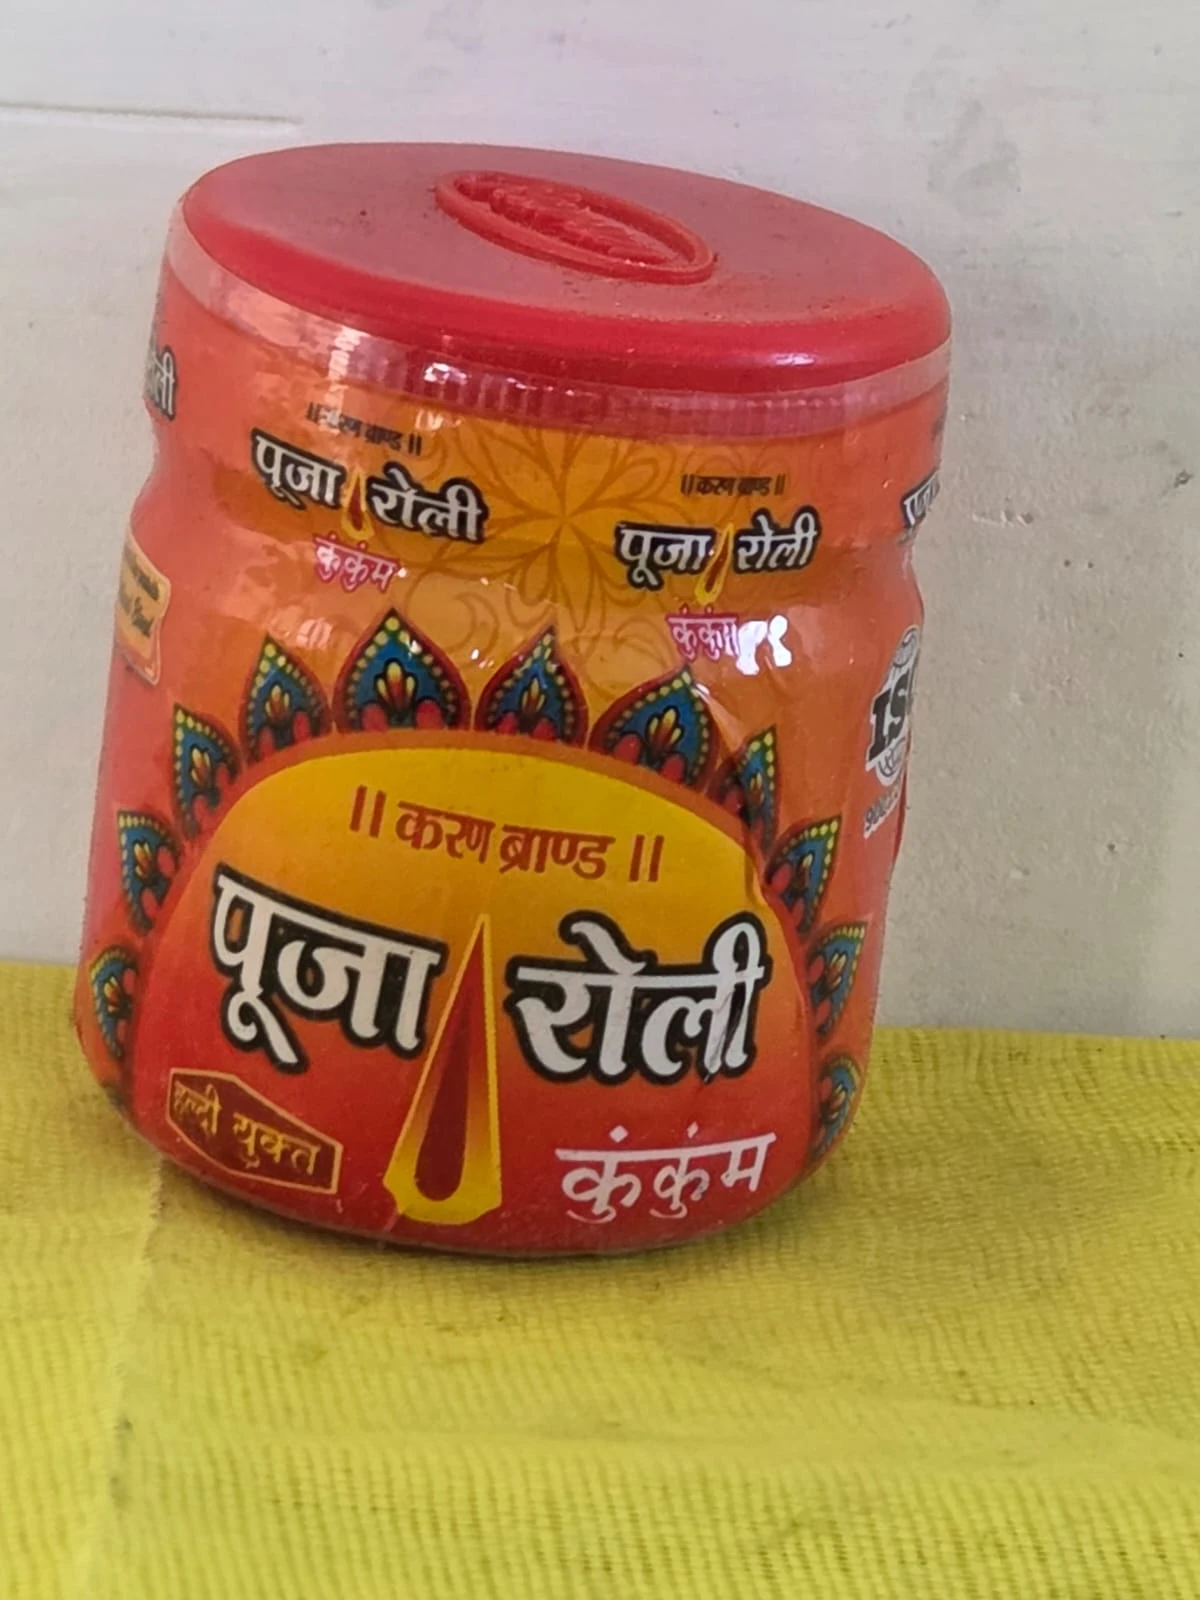 ॥ करण ब्राण्ड ॥
पूजा रोली
कुंकुंम
॥ करण ब्राण्ड ॥
पूजा रोली
कुंकुंम
॥ करण ब्राण्ड ॥
पूजा रोली
हल्दी युक्त
कुंकुंम